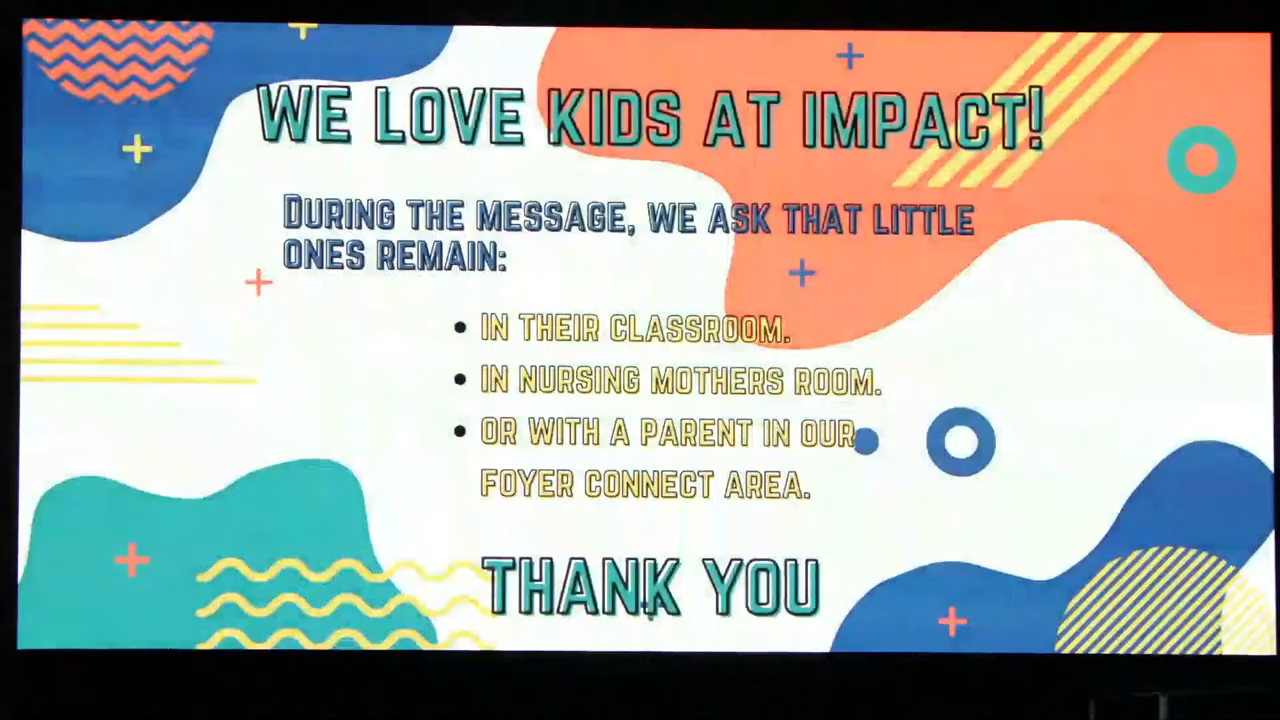 WE LOVE KIDS AT IMPACT!
DURING THE MESSAGE, WE ASK THAT LITTLE
ONES REMAIN:
• IN THEIR CLASSROOM.
• IN NURSING MOTHERS ROOM.
• OR WITH A PARENT IN OUR
FOYER CONNECT AREA.
THANK YOU